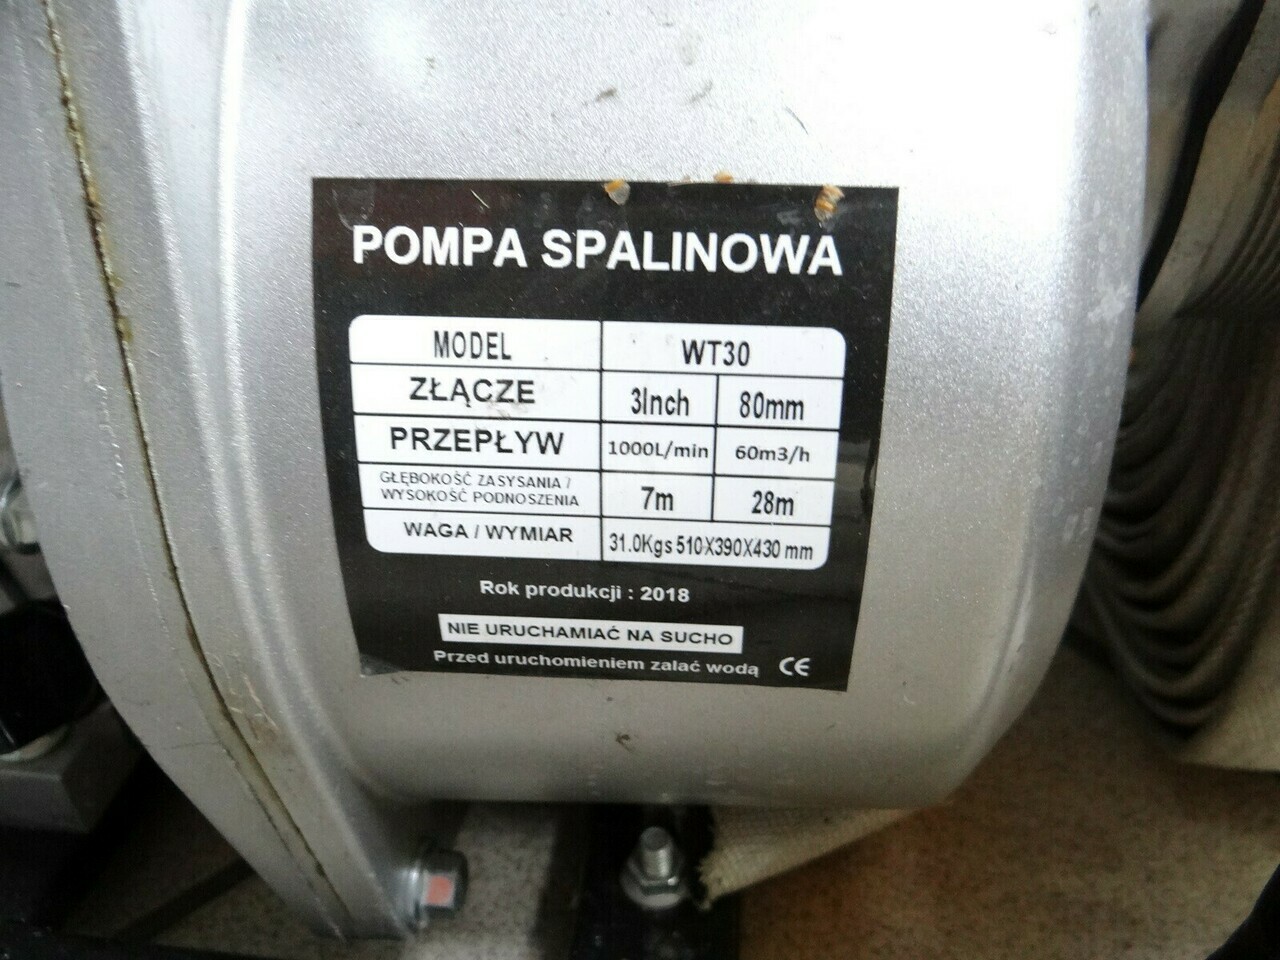 POMPA SPALINOWA
MODEL WT30
ZŁĄCZE 3Inch 80mm
PRZEPŁYW 1000L/min 60m3/h
GŁĘBOKOŚĆ ZASYSANIA /
WYSOKOŚĆ PODNOSZENIA 7m 28m
WAGA / WYMIAR 31.0Kgs 510X390X430 mm
Rok produkcji : 2018
NIE URUCHAMIAĆ NA SUCHO
Przed uruchomieniem zalać wodą CE